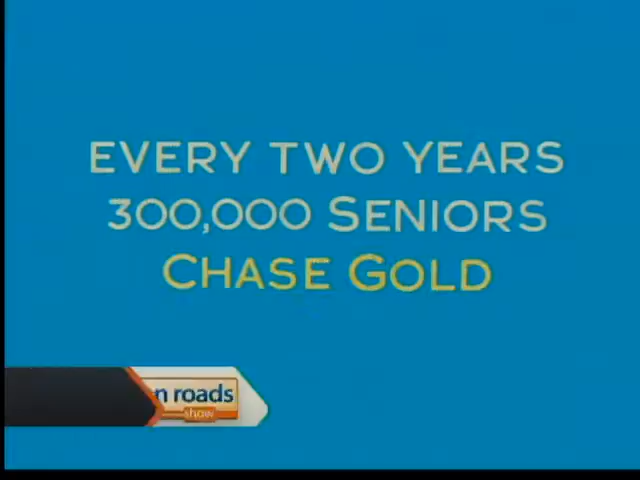 EVERY TWO YEARS
300,000 SENIORS
CHASE GOLD
n roads
show